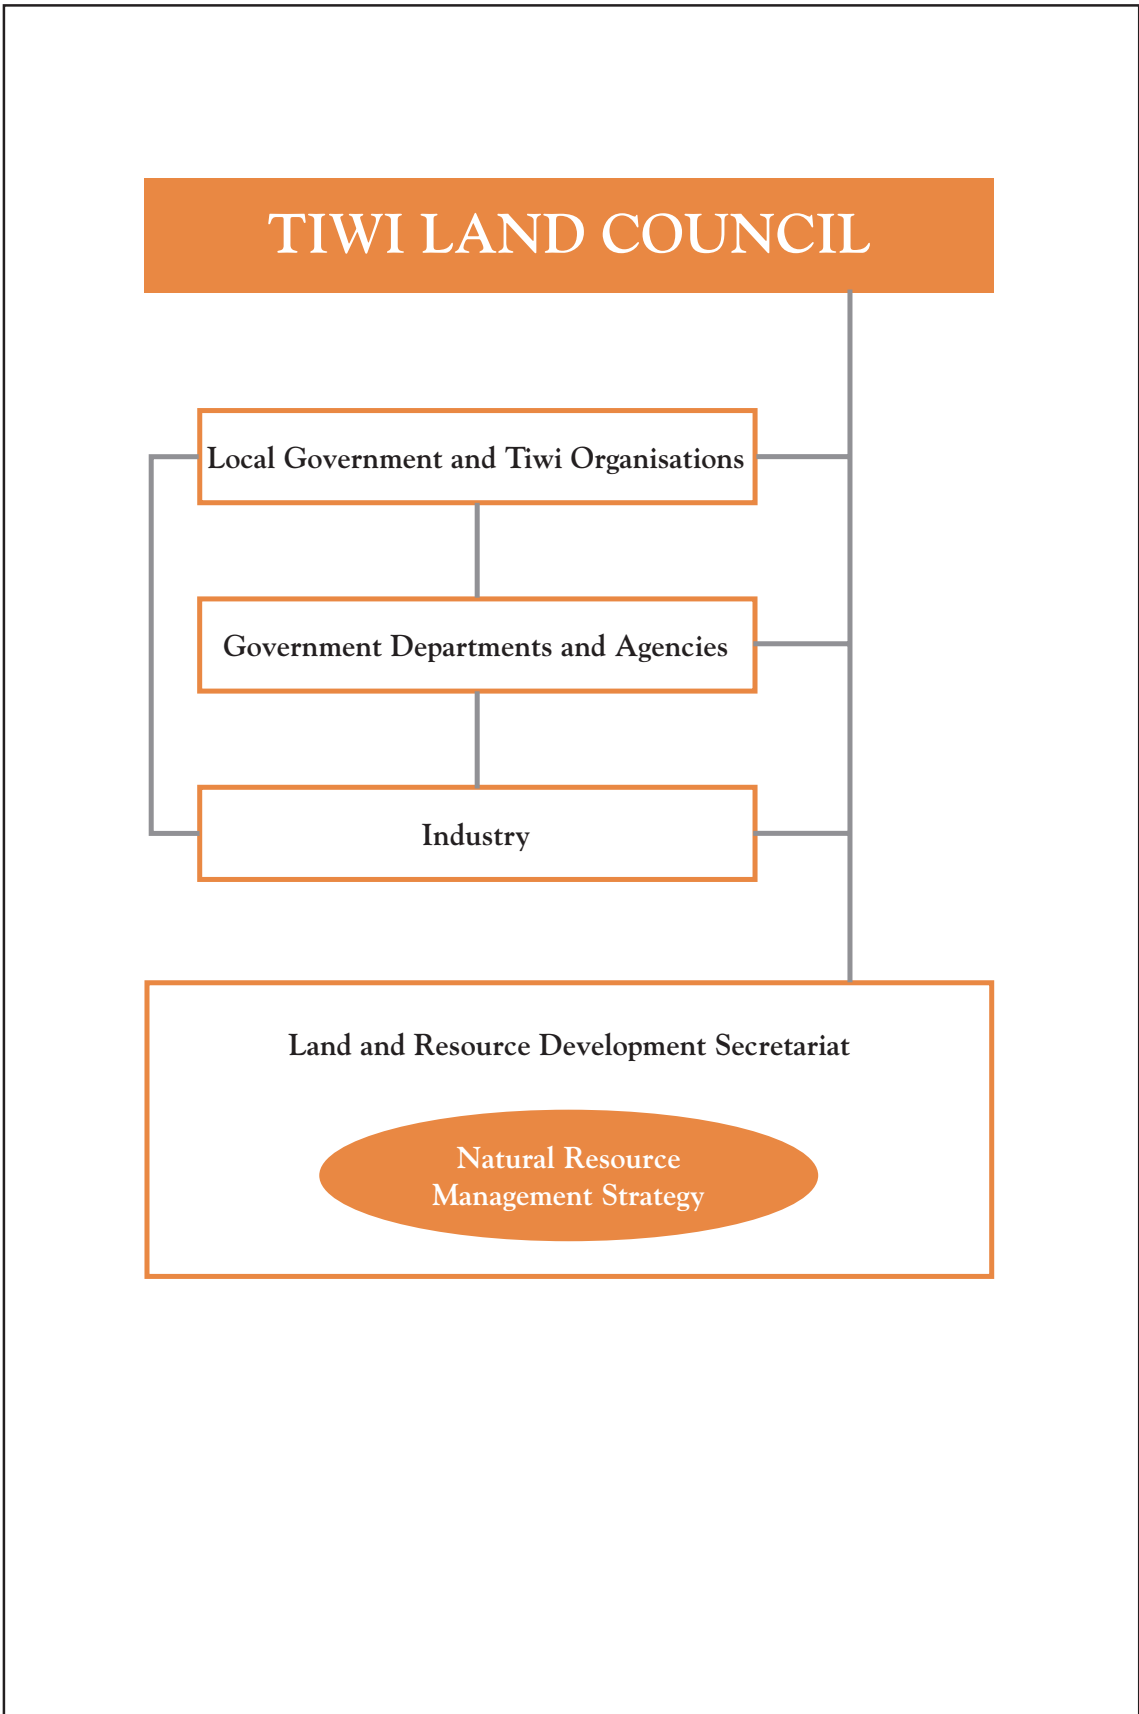 TIWI LAND COUNCIL
Local Government and Tiwi Organisations
Government Departments and Agencies
Industry
Land and Resource Development Secretariat
Natural Resource
Management Strategy